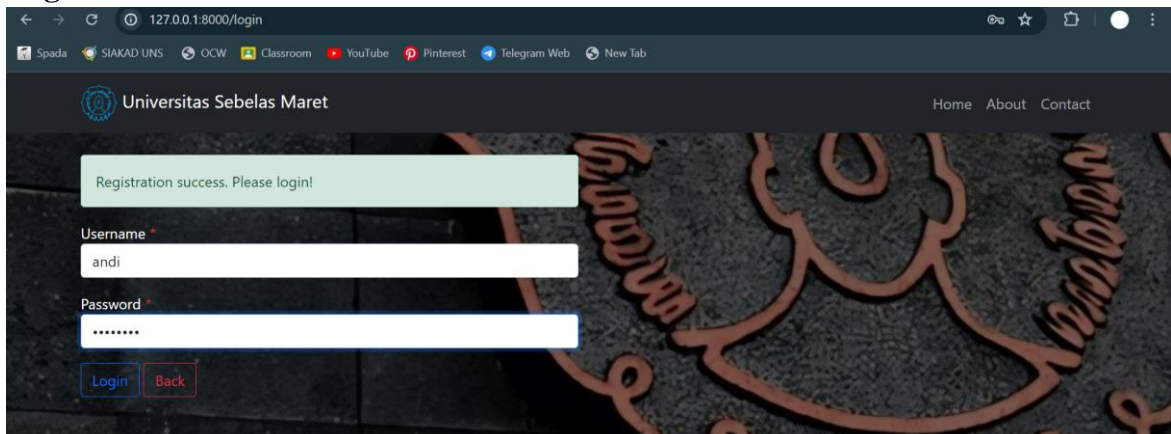 127.0.0.1:8000/login
Spada SIAKAD UNS OCW Classroom YouTube Pinterest Telegram Web New Tab
Universitas Sebelas Maret Home About Contact
Registration success. Please login!
Username *
andi
Password *
••••••••
Login Back